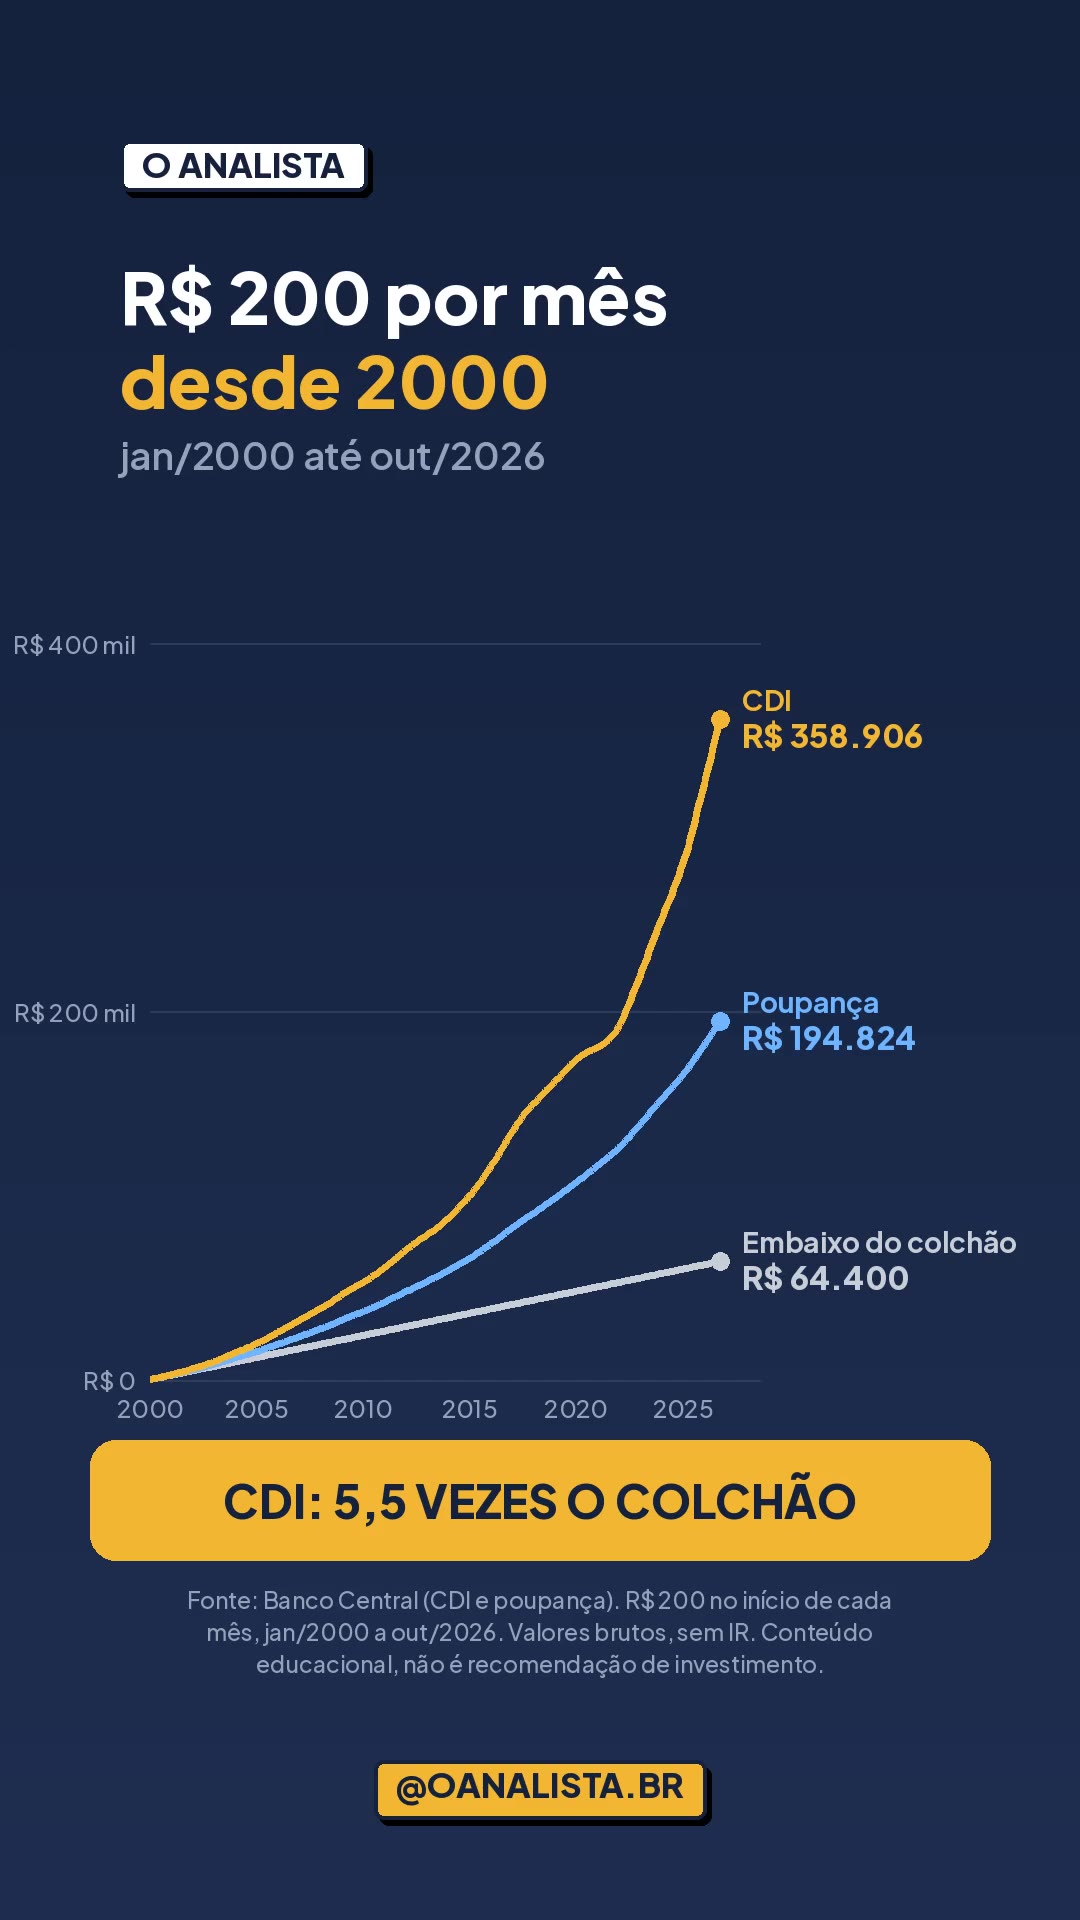 O ANALISTA
R$ 200 por mês
desde 2000
jan/2000 até out/2026
R$ 400 mil
CDI
R$ 358.906
R$ 200 mil
Poupança
R$ 194.824
Embaixo do colchão
R$ 64.400
R$ 0
2000 2005 2010 2015 2020 2025
CDI: 5,5 VEZES O COLCHÃO
Fonte: Banco Central (CDI e poupança). R$ 200 no início de cada
mês, jan/2000 a out/2026. Valores brutos, sem IR. Conteúdo
educacional, não é recomendação de investimento.
@OANALISTA.BR